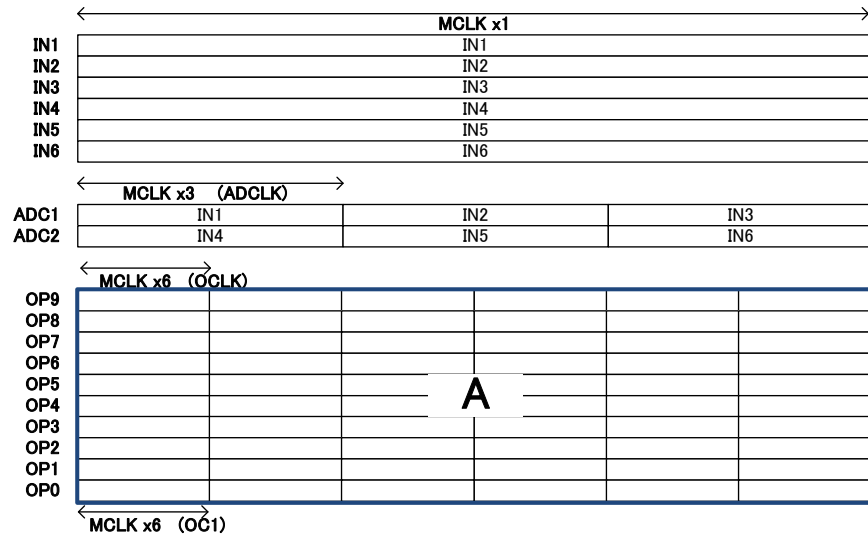 MCLK x1
IN1 IN1
IN2 IN2
IN3 IN3
IN4 IN4
IN5 IN5
IN6 IN6
MCLK x3 (ADCLK)
ADC1 IN1 IN2 IN3
ADC2 IN4 IN5 IN6
MCLK x6 (OCLK)
OP9
OP8
OP7
OP6
OP5
A
OP4
OP3
OP2
OP1
OP0
MCLK x6 (OC1)